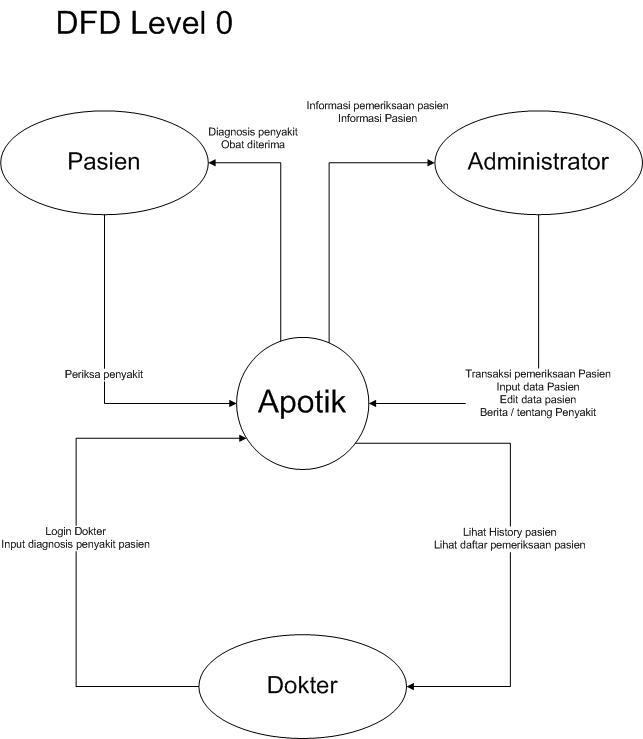 DFD Level 0
Informasi pemeriksaan pasien
Informasi Pasien
Diagnosis penyakit
Obat diterima
Pasien
Administrator
Periksa penyakit
Apotik
Transaksi pemeriksaan Pasien
Input data Pasien
Edit data pasien
Berita / tentang Penyakit
Login Dokter
Input diagnosis penyakit pasien
Lihat History pasien
Lihat daftar pemeriksaan pasien
Dokter